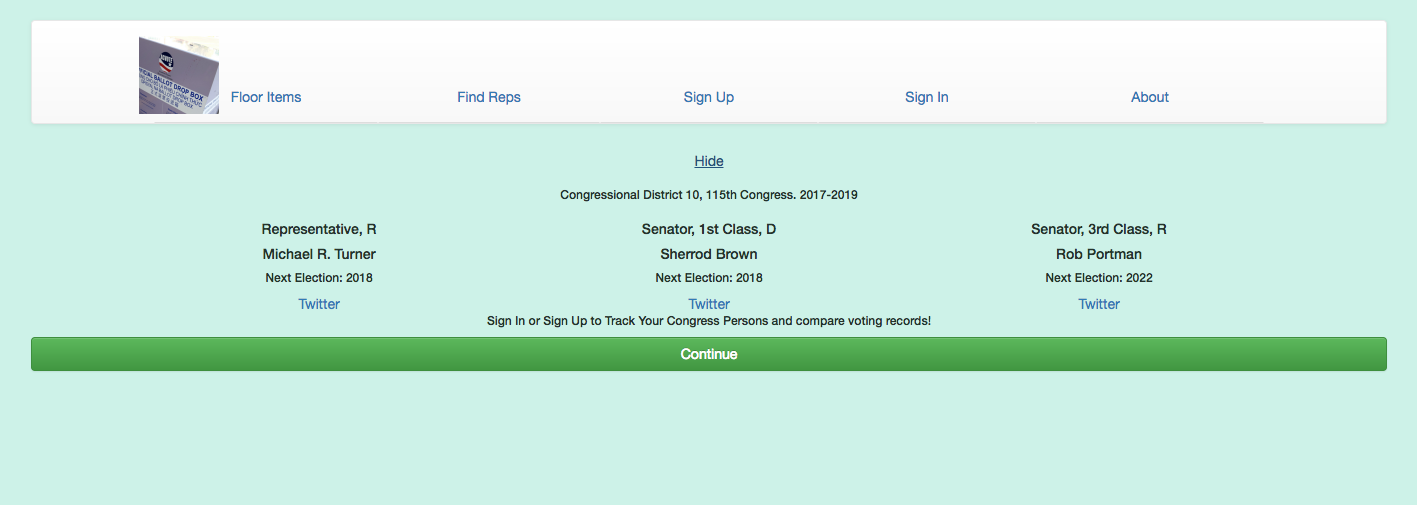 OFFICIAL BALLOT DROP BOX
Floor Items
Find Reps
Sign Up
Sign In
About
Hide
Congressional District 10, 115th Congress. 2017-2019
Representative, R
Senator, 1st Class, D
Senator, 3rd Class, R
Michael R. Turner
Sherrod Brown
Rob Portman
Next Election: 2018
Next Election: 2018
Next Election: 2022
Twitter
Twitter
Twitter
Sign In or Sign Up to Track Your Congress Persons and compare voting records!
Continue